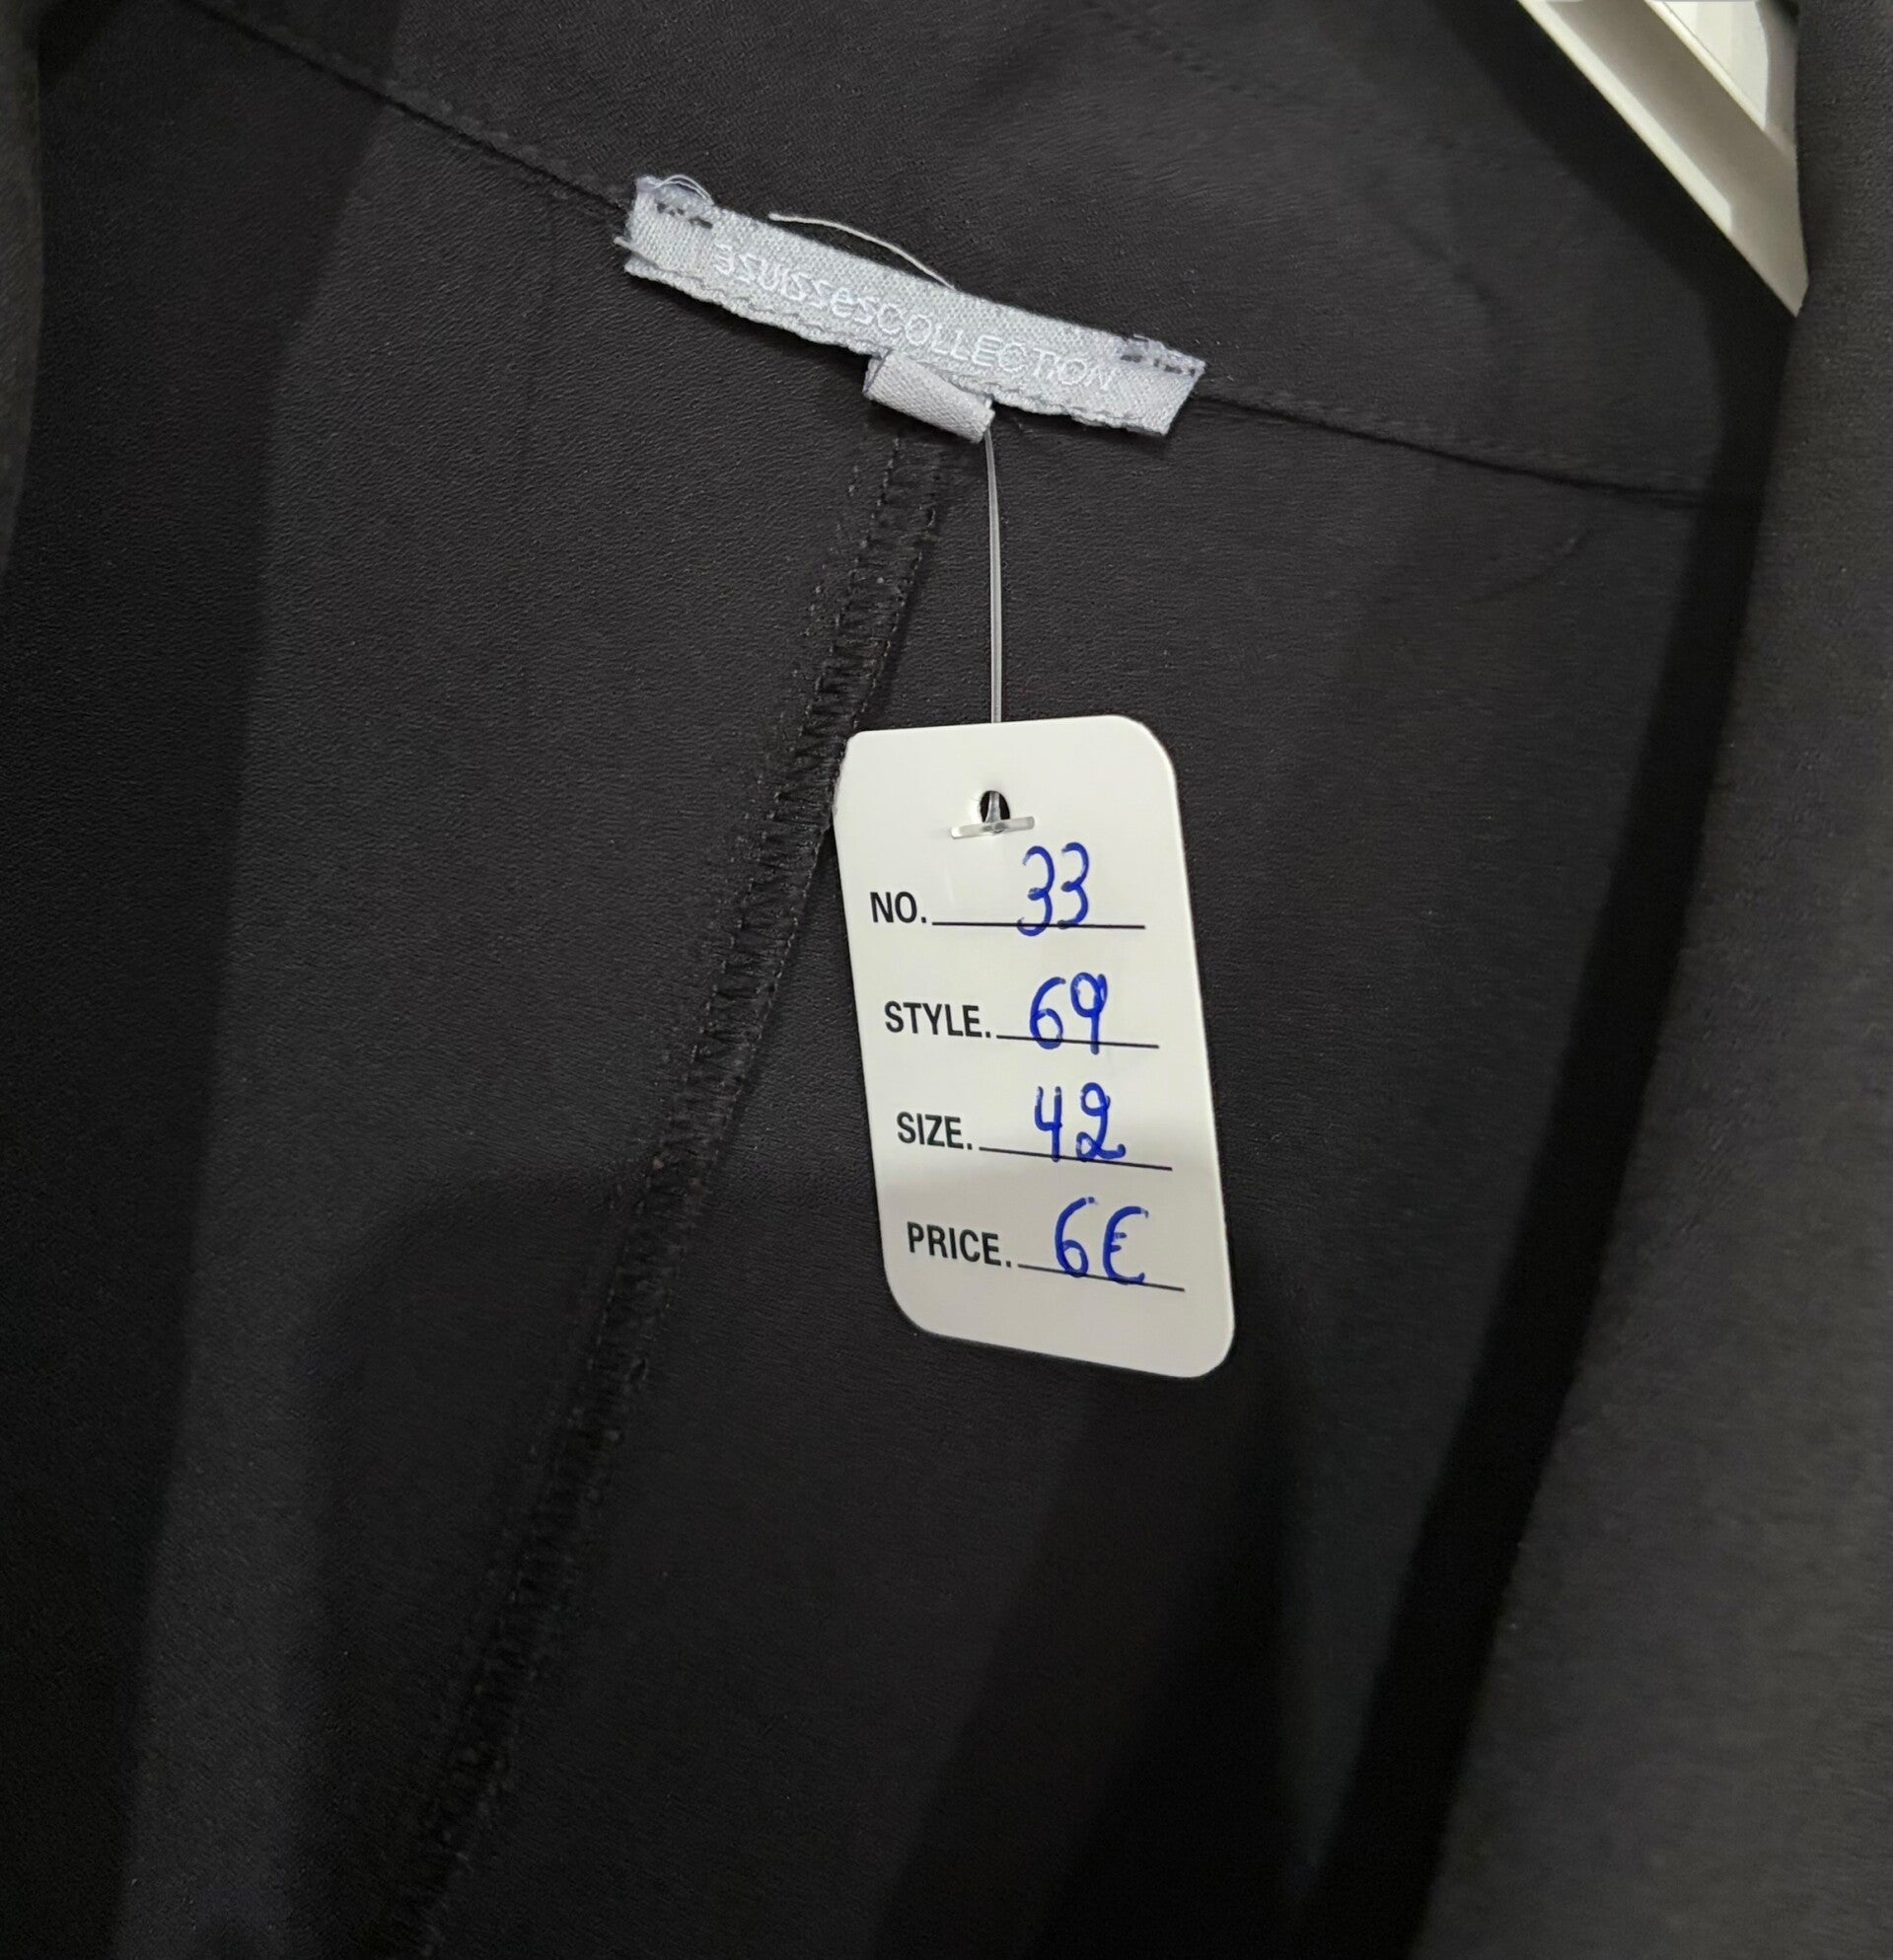 3suissesCOLLECTION
NO. 33
STYLE. 69
SIZE. 42
PRICE. 6€